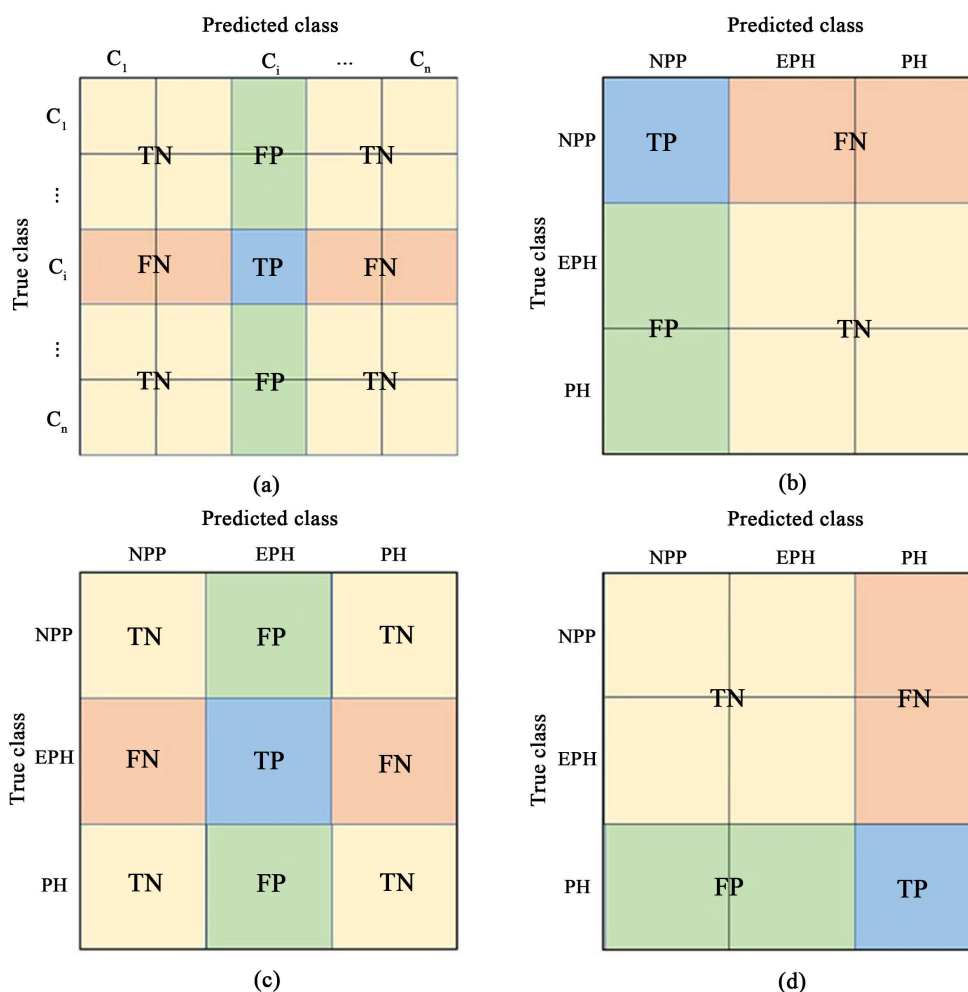 Predicted class
C1 Ci ... Cn
True class
C1
⋮
Ci
⋮
Cn
TN FP TN
FN TP FN
TN FP TN
(a)
Predicted class
NPP EPH PH
True class
NPP
EPH
PH
TP FN
FP TN
(b)
Predicted class
NPP EPH PH
True class
NPP
EPH
PH
TN FP TN
FN TP FN
TN FP TN
(c)
Predicted class
NPP EPH PH
True class
NPP
EPH
PH
TN FN
FP TP
(d)